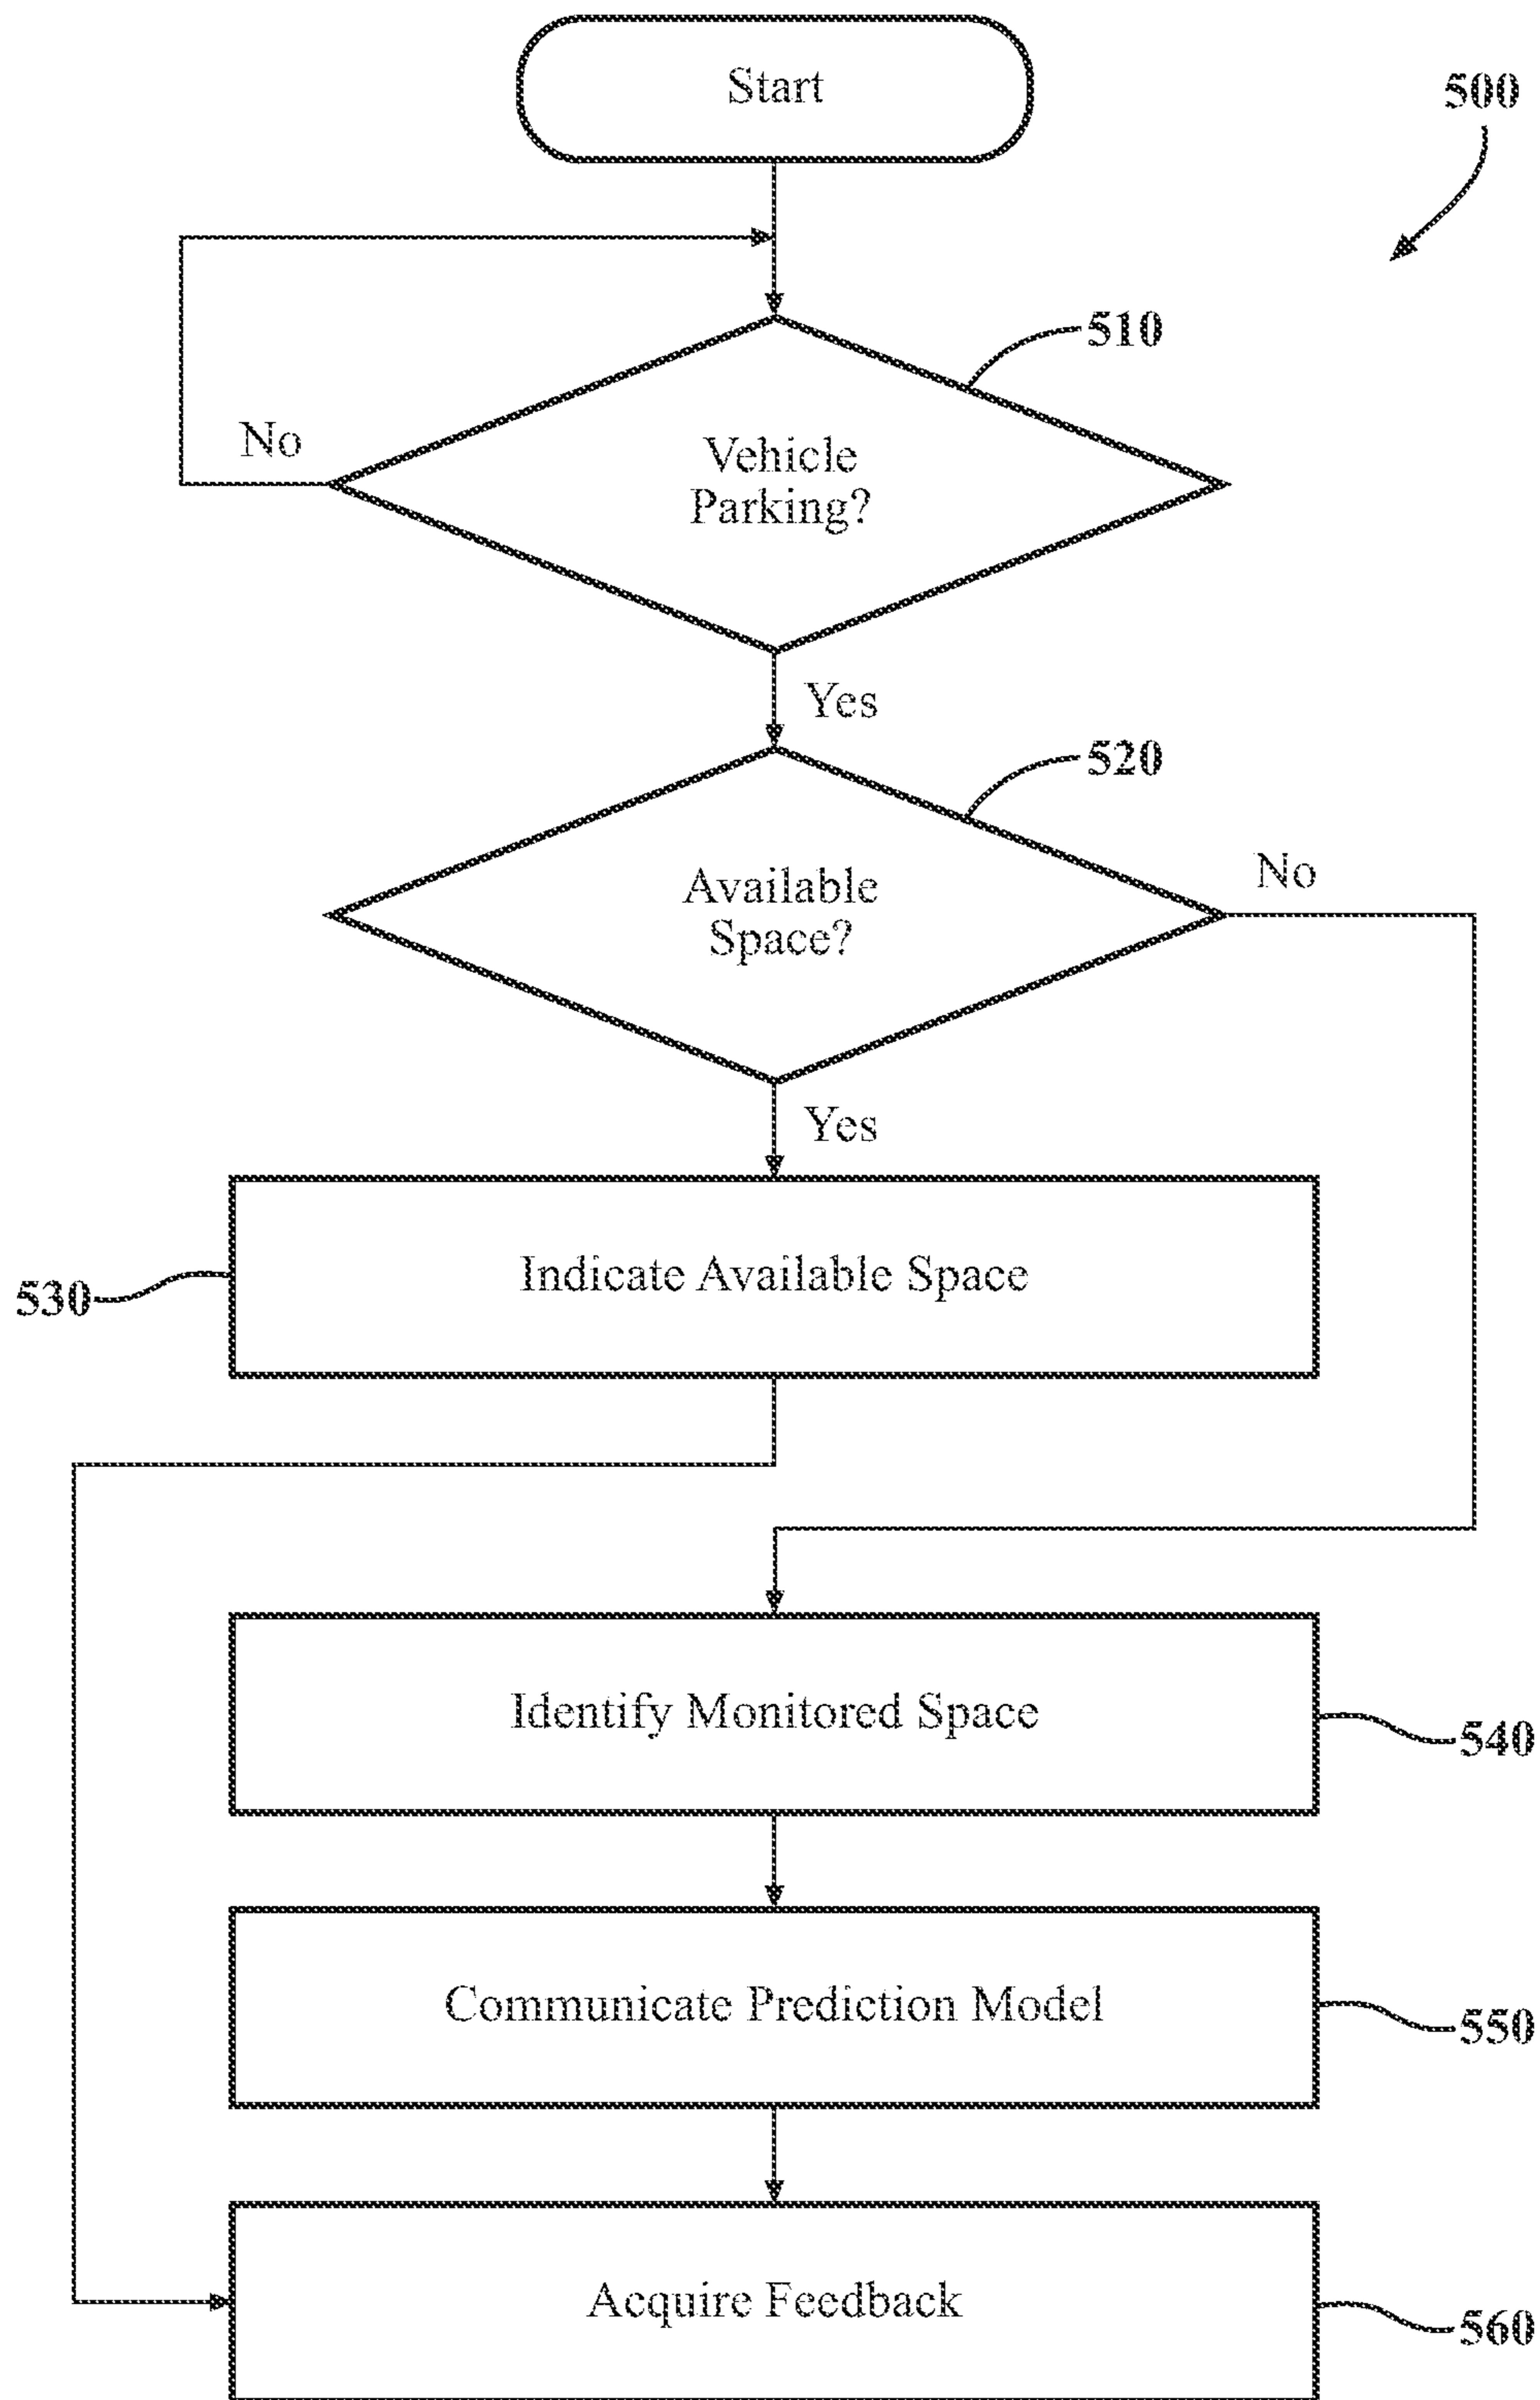 Start
500
510
No
Vehicle
Parking?
Yes
520
No
Available
Space?
Yes
Indicate Available Space
530
Identify Monitored Space
540
Communicate Prediction Model
550
Acquire Feedback
560